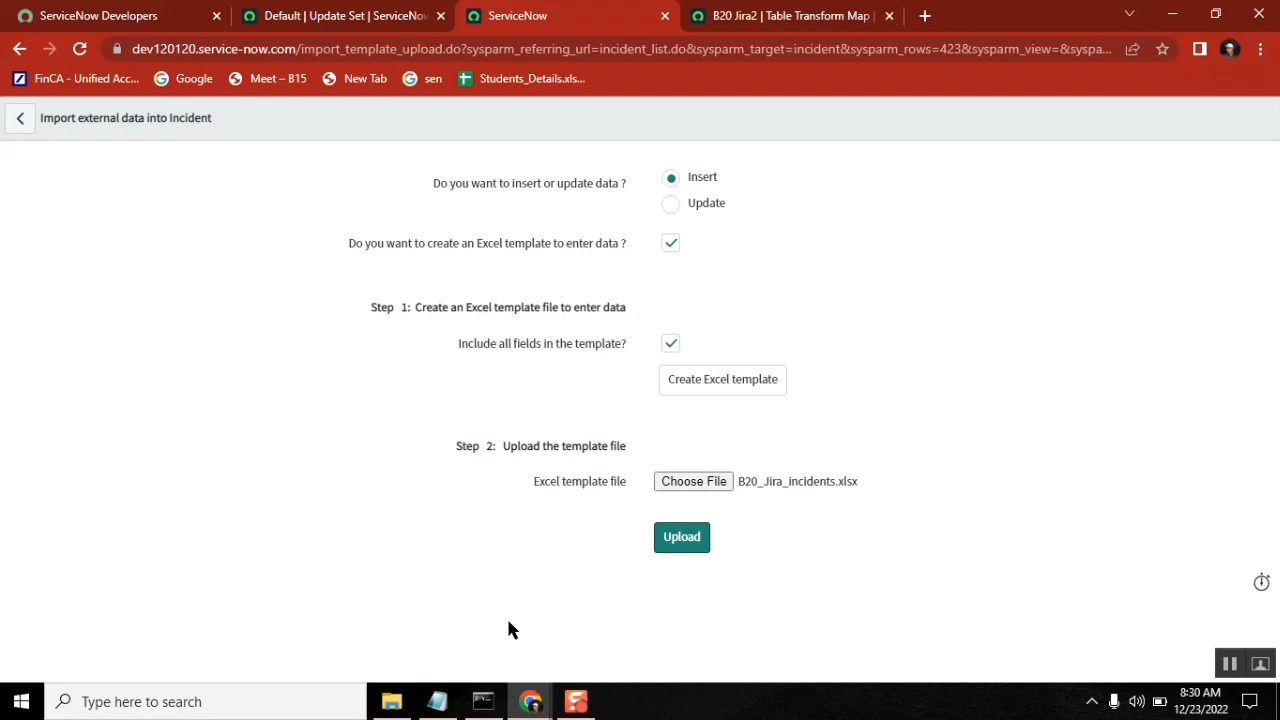 ServiceNow Developers
Default | Update Set | ServiceNow
ServiceNow
B20 Jira2 | Table Transform Map |
dev120120.service-now.com/import_template_upload.do?sysparm_referring_url=incident_list.do&sysparm_target=incident&sysparm_rows=423&sysparm_view=&syspa...
FinCA - Unified Acc...
Google
Meet – B15
New Tab
sen
Students_Details.xls...
Import external data into Incident
Do you want to insert or update data ?
Insert
Update
Do you want to create an Excel template to enter data ?
Step 1: Create an Excel template file to enter data
Include all fields in the template?
Create Excel template
Step 2: Upload the template file
Excel template file
Choose File B20_Jira_incidents.xlsx
Upload
Type here to search
8:30 AM
12/23/2022